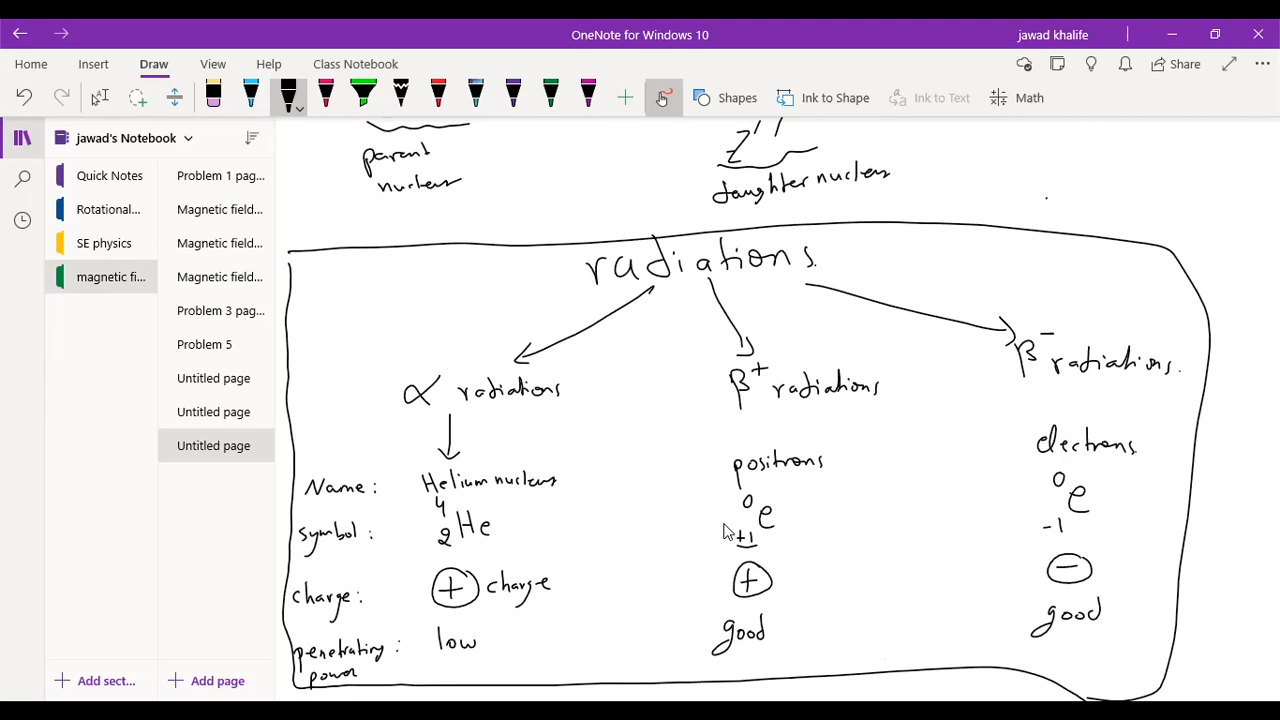 OneNote for Windows 10
jawad khalife
Home Insert Draw View Help Class Notebook
Share
Shapes Ink to Shape Ink to Text Math
jawad's Notebook
Quick Notes
Rotational...
SE physics
magnetic fi...
Add sect...
Problem 1 pag...
Magnetic field...
Magnetic field...
Magnetic field...
Problem 3 pag...
Problem 5
Untitled page
Untitled page
Untitled page
Add page
parent
nucleus
Z
daughter nucleus
radiations
α radiations β+ radiations β− radiations.
Name: Helium nucleus positrons electrons.
symbol: 4 2 He 0 +1 e 0 -1 e
charge: + charge + −
penetrating power: low good good